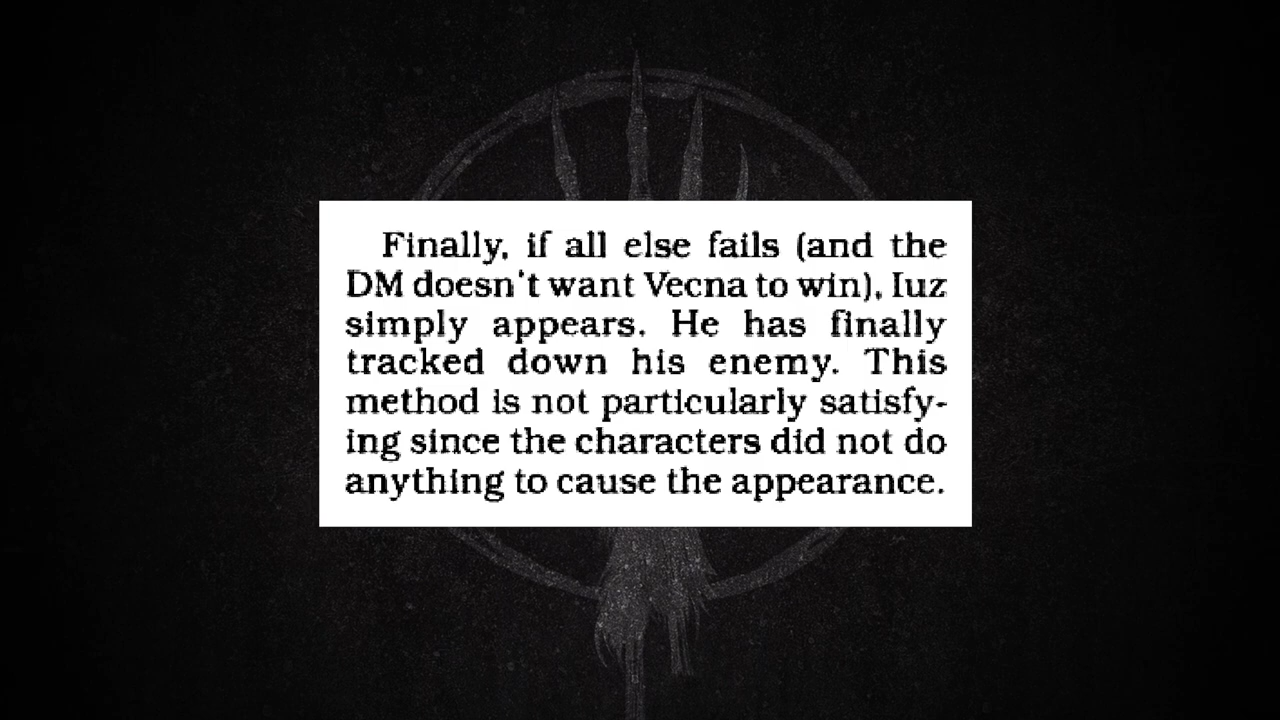 Finally, if all else fails (and the
DM doesn't want Vecna to win), Iuz
simply appears. He has finally
tracked down his enemy. This
method is not particularly satisfy-
ing since the characters did not do
anything to cause the appearance.